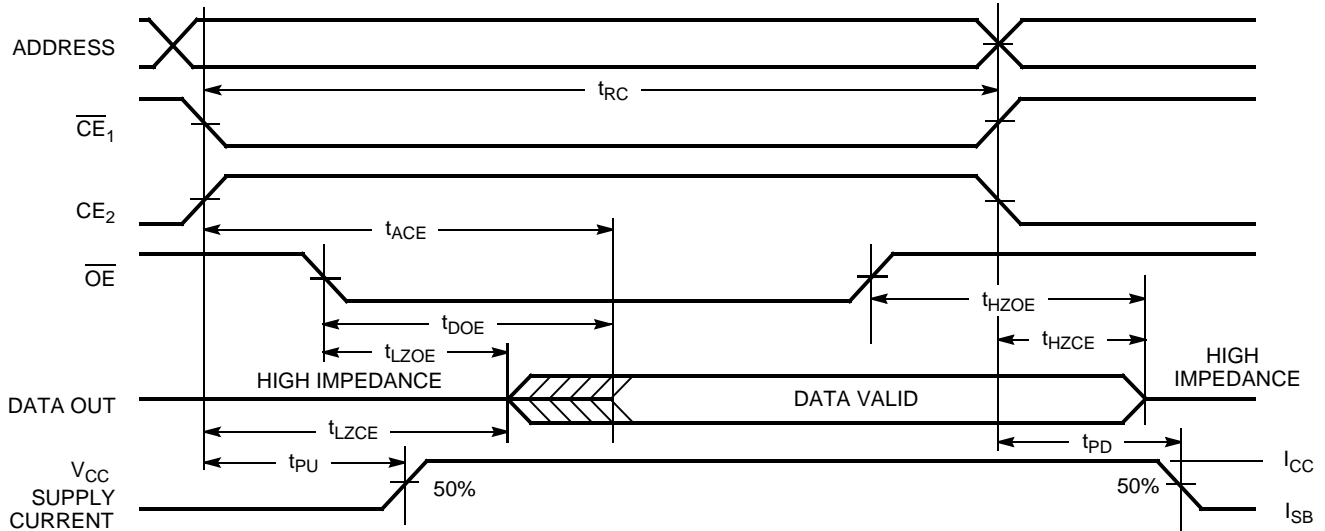 ADDRESS
tRC
CE1
CE2
tACE
OE
tHZOE
tDOE
tHZCE
tLZOE
HIGH IMPEDANCE
HIGH
IMPEDANCE
DATA OUT
DATA VALID
tLZCE
tPD
tPU
VCC
SUPPLY
CURRENT
50%
50%
ICC
ISB